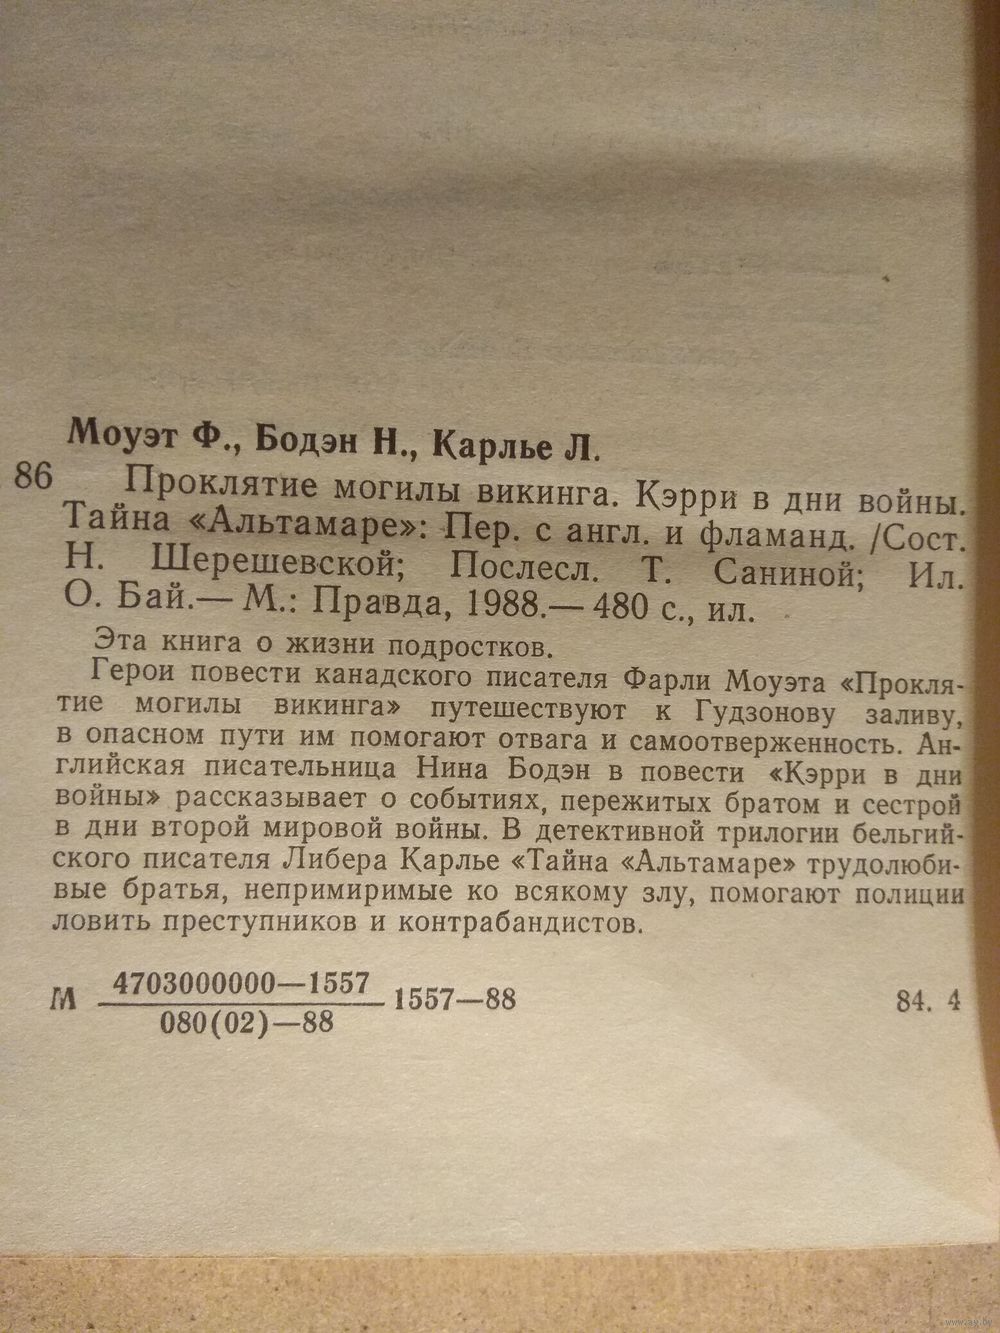 Моуэт Ф., Бодэн Н., Карлье Л.
86 Проклятие могилы викинга. Кэрри в дни войны.
Тайна «Альтамаре»: Пер. с англ. и фламанд. /Сост.
Н. Шерешевской; Послесл. Т. Саниной; Ил.
О. Бай.— М.: Правда, 1988.— 480 с., ил.
Эта книга о жизни подростков.
Герои повести канадского писателя Фарли Моуэта «Прокля-
тие могилы викинга» путешествуют к Гудзонову заливу,
в опасном пути им помогают отвага и самоотверженность. Ан-
глийская писательница Нина Бодэн в повести «Кэрри в дни
войны» рассказывает о событиях, пережитых братом и сестрой
в дни второй мировой войны. В детективной трилогии бельгий-
ского писателя Либера Карлье «Тайна «Альтамаре» трудолюби-
вые братья, непримиримые ко всякому злу, помогают полиции
ловить преступников и контрабандистов.
4703000000—1557
М 1557—88 84. 4
080(02)—88
www.ay.by